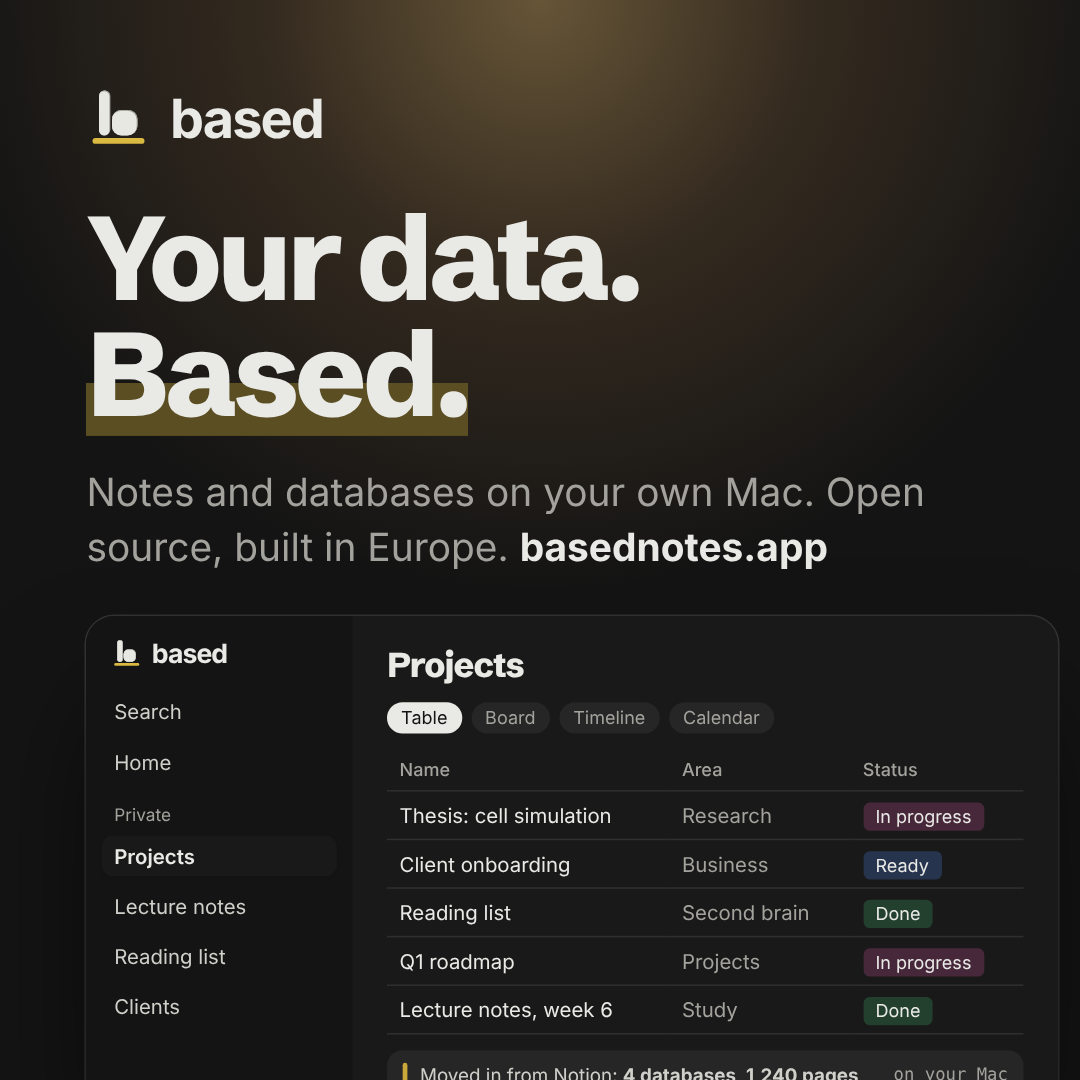 based
Your data.
Based.
Notes and databases on your own Mac. Open
source, built in Europe. basednotes.app
based
Search
Home
Private
Projects
Lecture notes
Reading list
Clients
Projects
Table Board Timeline Calendar
Name Area Status
Thesis: cell simulation Research In progress
Client onboarding Business Ready
Reading list Second brain Done
Q1 roadmap Projects In progress
Lecture notes, week 6 Study Done
Moved in from Notion: 4 databases, 1,240 pages on your Mac